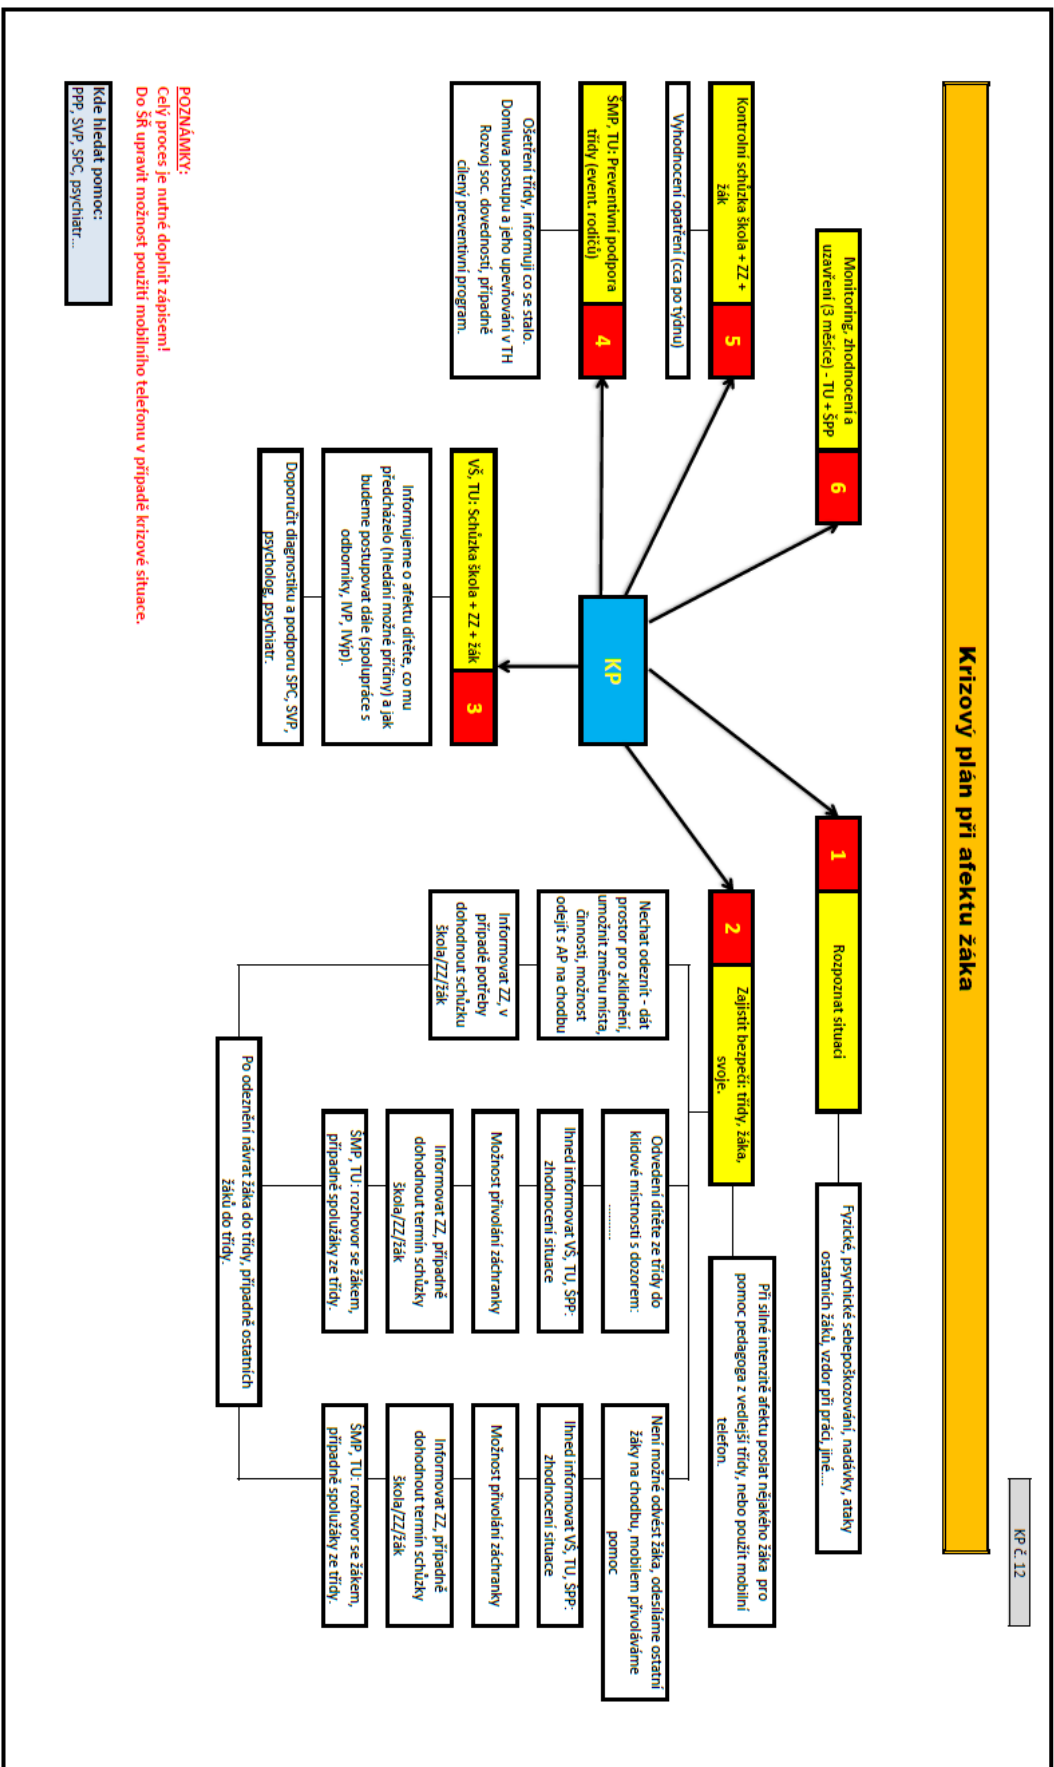 KP č. 12
Krizový plán při afektu žáka
Monitoring, zhodnocení a
uzavření (3 měsíce) - TU + ŠPP
6
1
Rozpoznat situaci
Fyzické, psychické sebepoškozování, nadávky, ataky
ostatních žáků, vzdor při práci, jiné....
Kontrolní schůzka škola + ZZ +
žák
5
Vyhodnocení opatření (cca po týdnu)
2
Zajistit bezpečí: třídy, žáka,
svoje.
Při silné intenzitě afektu poslat nějakého žáka pro
pomoc pedagoga z vedlejší třídy, nebo použít mobilní
telefon.
ŠMP, TU: Preventivní podpora
třídy (event. rodičů)
4
Ošetření třídy, informuji co se stalo.
Domluva postupu a jeho upevňování v TH
Rozvoj soc. dovedností, případně
cílený preventivní program.
KP
VŠ, TU: Schůzka škola + ZZ + žák
3
Informujeme o afektu dítěte, co mu
předcházelo (hledání možné příčiny) a jak
budeme postupovat dále (spolupráce s
odborníky, IVP, IVýp).
Doporučit diagnostiku a podporu SPC, SVP,
psycholog, psychiatr.
Nechat odeznít - dát
prostor pro zklidnění,
umožnit změnu místa,
činnosti, možnost
odejít s AP na chodbu
Informovat ZZ, v
případě potřeby
dohodnout schůzku
škola/ZZ/žák
Odvedení dítěte ze třídy do
klidové místnosti s dozorem:
..........
Ihned informovat VŠ, TU, ŠPP:
zhodnocení situace
Možnost přivolání záchranky
Informovat ZZ, případně
dohodnout termín schůzky
škola/ZZ/žák
ŠMP, TU: rozhovor se žákem,
případně spolužáky ze třídy.
Není možné odvést žáka, odesíláme ostatní
žáky na chodbu, mobilem přivoláváme
pomoc
Ihned informovat VŠ, TU, ŠPP:
zhodnocení situace
Možnost přivolání záchranky
Informovat ZZ, případně
dohodnout termín schůzky
škola/ZZ/žák
ŠMP, TU: rozhovor se žákem,
případně spolužáky ze třídy.
Po odeznění návrat žáka do třídy, případně ostatních
žáků do třídy.
POZNÁMKY:
Celý proces je nutné doplnit zápisem!
Do ŠŘ upravit možnost použití mobilního telefonu v případě krizové situace.
Kde hledat pomoc:
PPP, SVP, SPC, psychiatr...